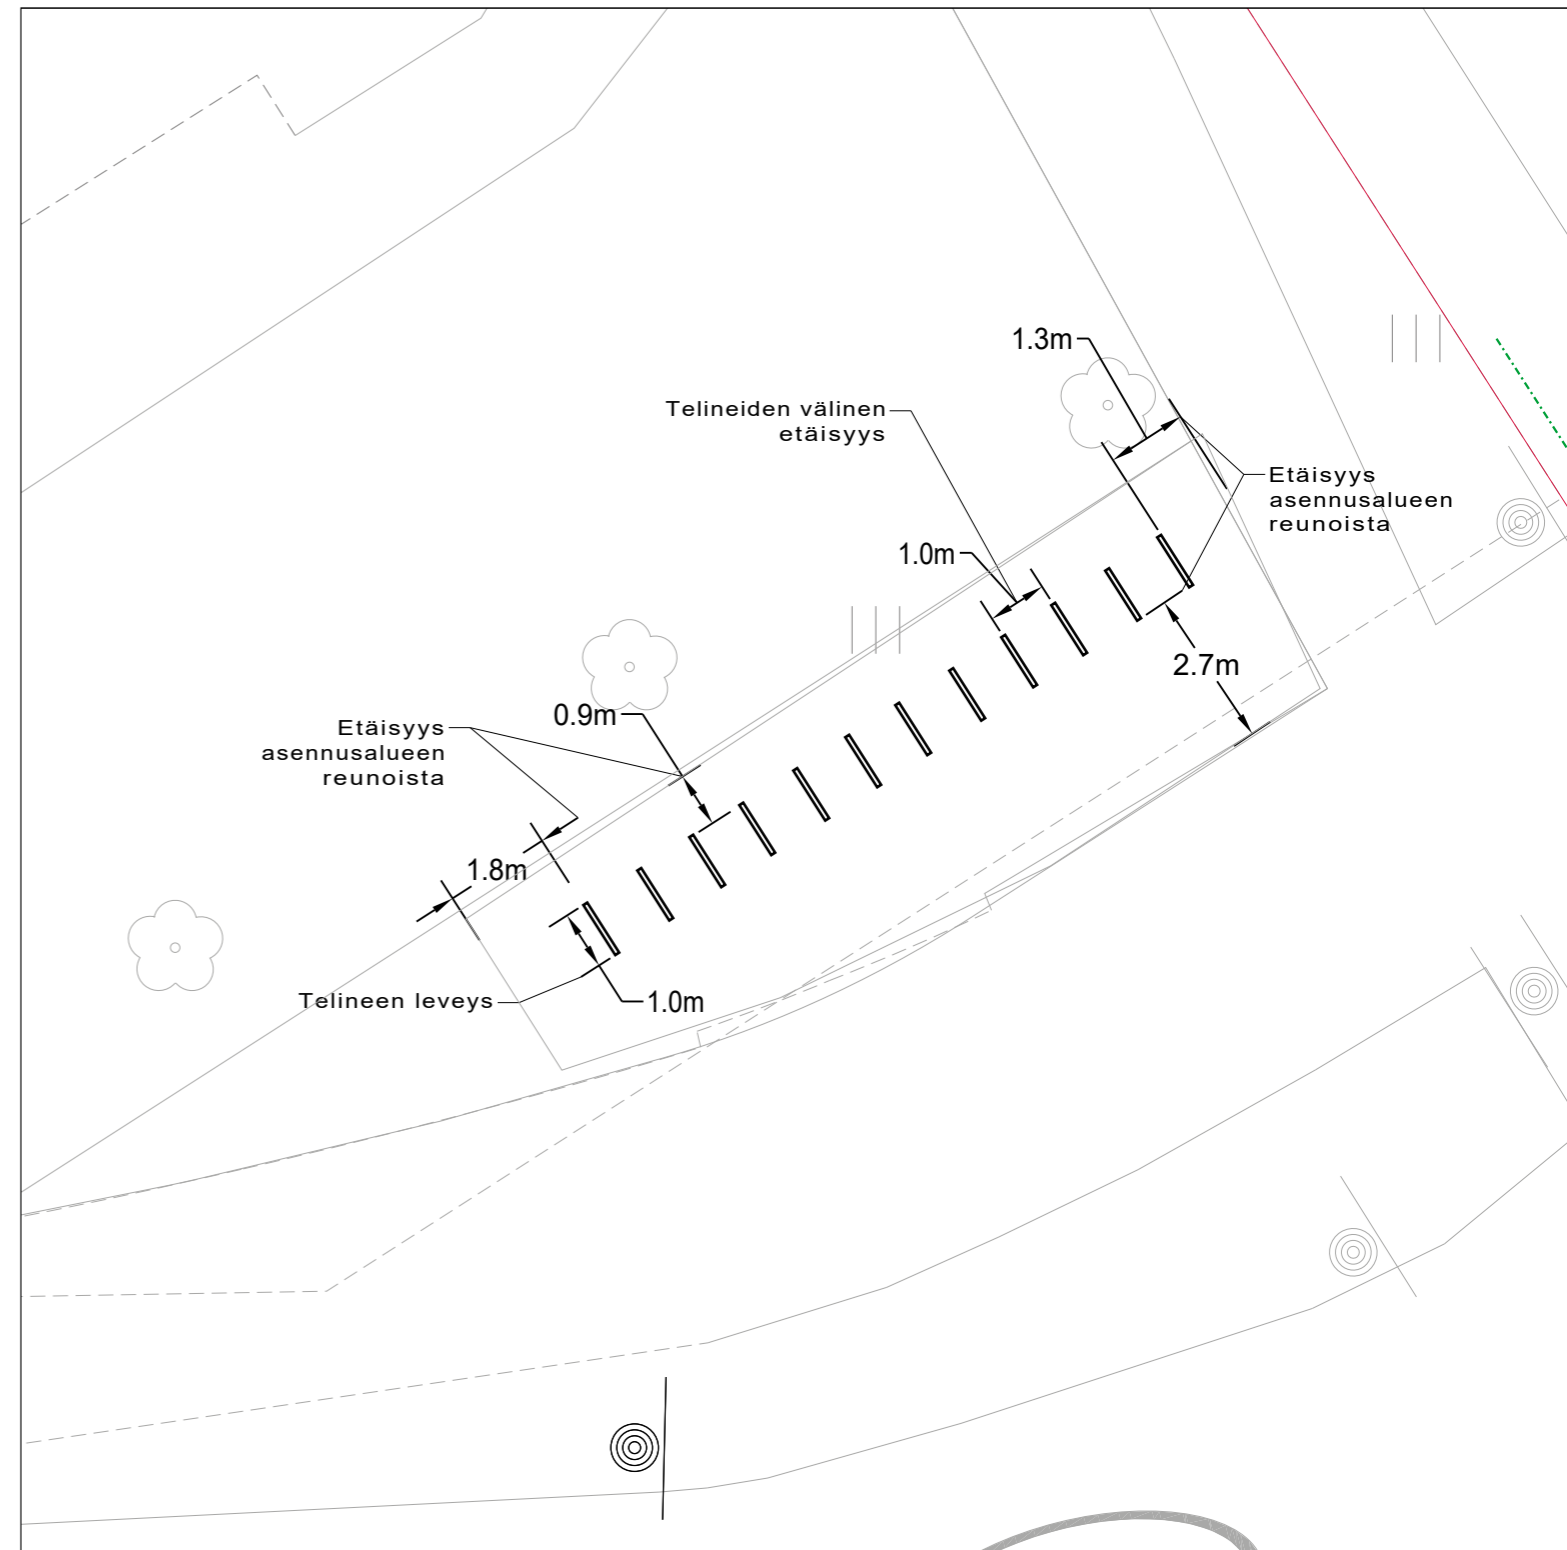 1.3m
Telineiden välinen
etäisyys
Etäisyys
asennusalueen
reunoista
1.0m
2.7m
0.9m
Etäisyys
asennusalueen
reunoista
1.8m
Telineen leveys
1.0m